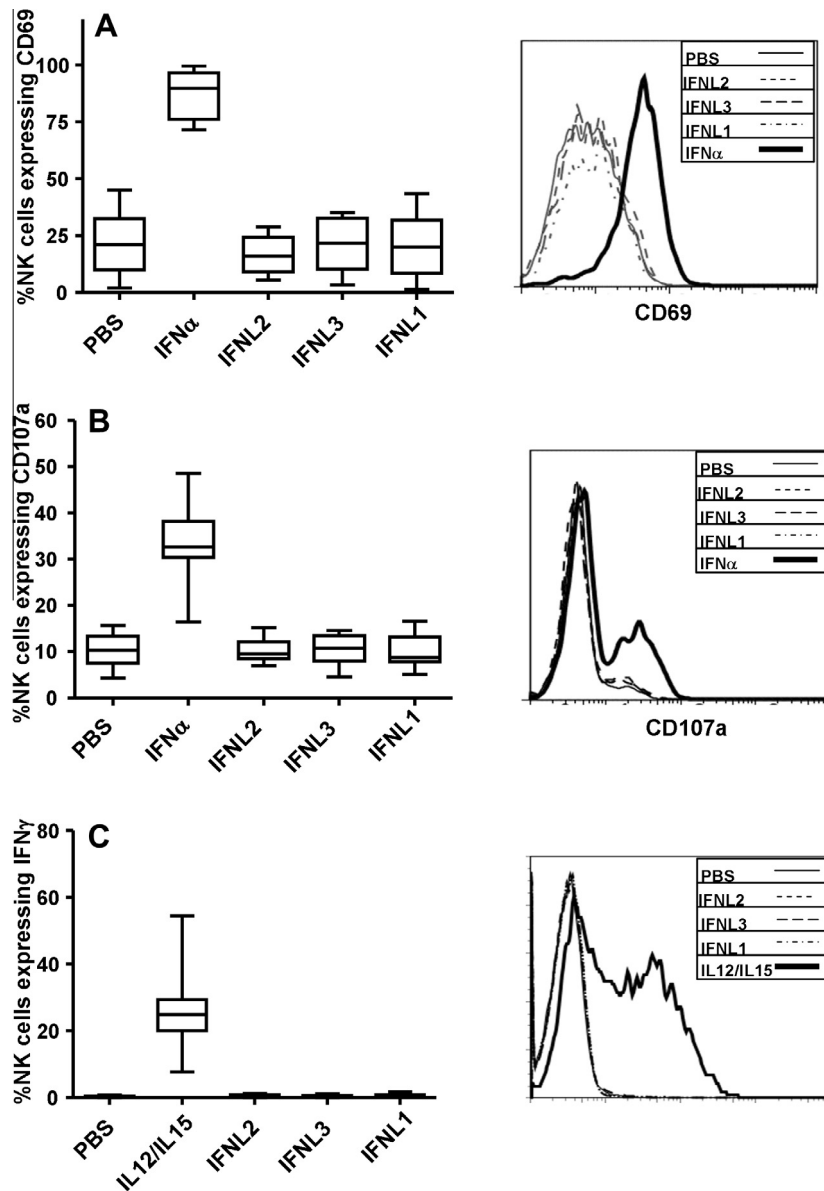 A
%NK cells expressing CD69
100
75
50
25
0
PBS
IFNα
IFNL2
IFNL3
IFNL1
PBS
IFNL2
IFNL3
IFNL1
IFNα
CD69
B
%NK cells expressing CD107a
60
50
40
30
20
10
0
PBS
IFNα
IFNL2
IFNL3
IFNL1
PBS
IFNL2
IFNL3
IFNL1
IFNα
CD107a
C
%NK cells expressing IFNγ
80
60
40
20
0
PBS
IL12/IL15
IFNL2
IFNL3
IFNL1
PBS
IFNL2
IFNL3
IFNL1
IL12/IL15